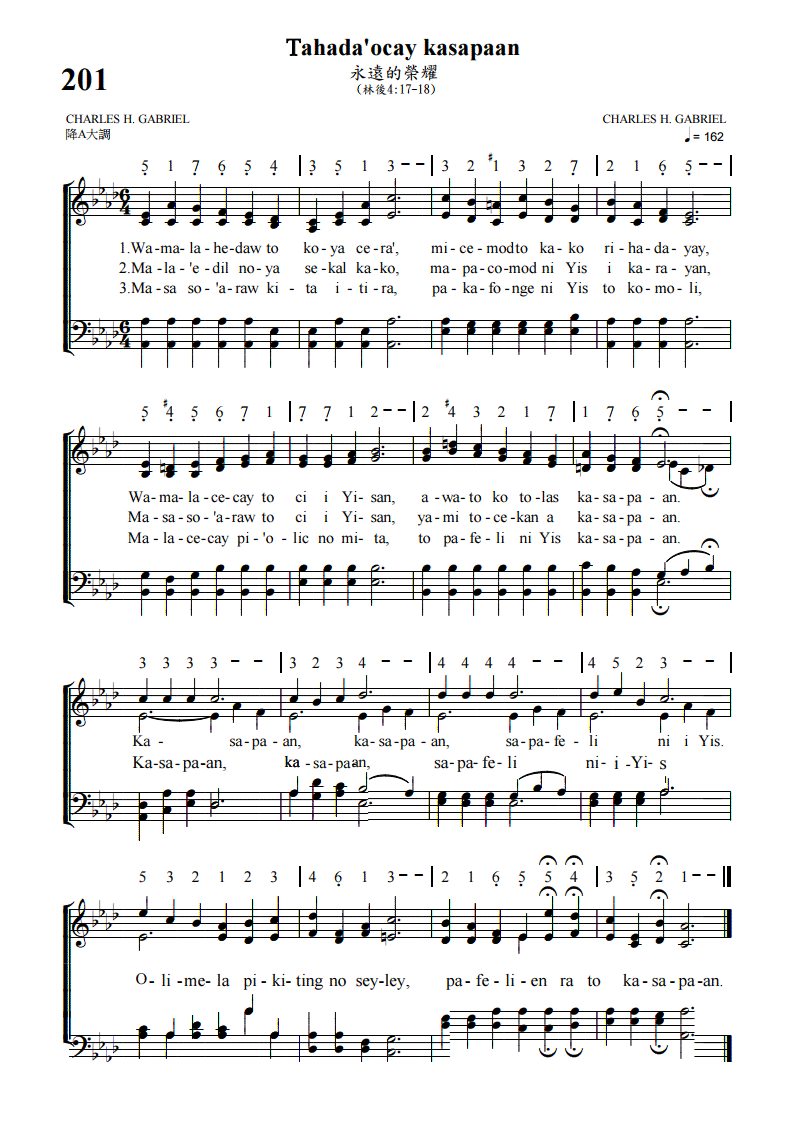 Tahada'ocay kasapaan
永遠的榮耀
(林後4:17-18)
201
CHARLES H. GABRIEL
CHARLES H. GABRIEL
降A大調
= 162
5 1 7 6 5 4 | 3 5 1 3 - - | 3 2 #1 3 2 7 | 2 1 6 5 - - |
1.Wa-ma-la-hedaw to ko-ya ce-ra', mi-ce-modto ka-ko ri-ha-da-yay,
2.Ma-la-'e-dil no-ya se-kal ka-ko, ma-pa-co-mod ni Yis i ka-ra-yan,
3.Ma-sa so-'a-raw ki-ta i-ti-ra, pa-ka-fo-nge ni Yis to ko-mo-li,
5 #4 5 6 7 1 | 7 7 1 2 - - | 2 #4 3 2 1 7 | 1 7 6 5 - - |
Wa-ma-la-ce-cay to ci i Yi-san, a-wa-to ko to-las ka-sa-pa-an.
Ma-sa-so-'a-raw to ci i Yi-san, ya-mi to-ce-kan a ka-sa-pa-an.
Ma-la-ce-cay pi-'o-lic no mi-ta, to pa-fe-li ni Yis ka-sa-pa-an.
3 3 3 3 - - | 3 2 3 4 - - | 4 4 4 4 - - | 4 5 2 3 - - |
Ka- sa-pa-an, ka-sa-pa-an, sa-pa-fe-li ni i Yis.
Ka-sa-pa-an, ka-sa-pa-an, sa-pa-fe-li ni-i-Yi-s
5 3 2 1 2 3 | 4 6 1 3 - - | 2 1 6 5 5 4 | 3 5 2 1 - - ||
O-li-me-la pi-ki-ting no sey-ley, pa-fe-li-en ra to ka-sa-pa-an.